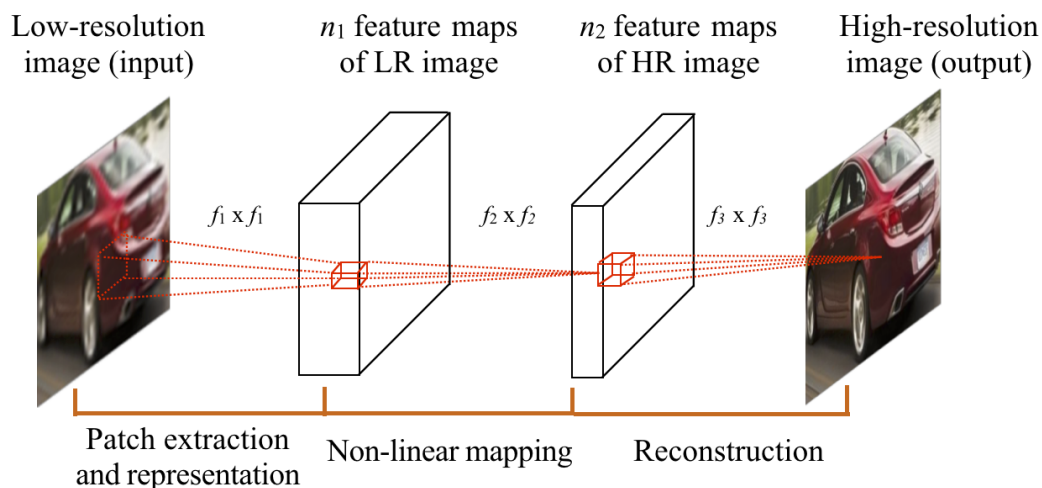 Low-resolution
image (input)
n₁ feature maps
of LR image
n₂ feature maps
of HR image
High-resolution
image (output)
f₁ x f₁
f₂ x f₂
f₃ x f₃
Patch extraction
and representation
Non-linear mapping
Reconstruction